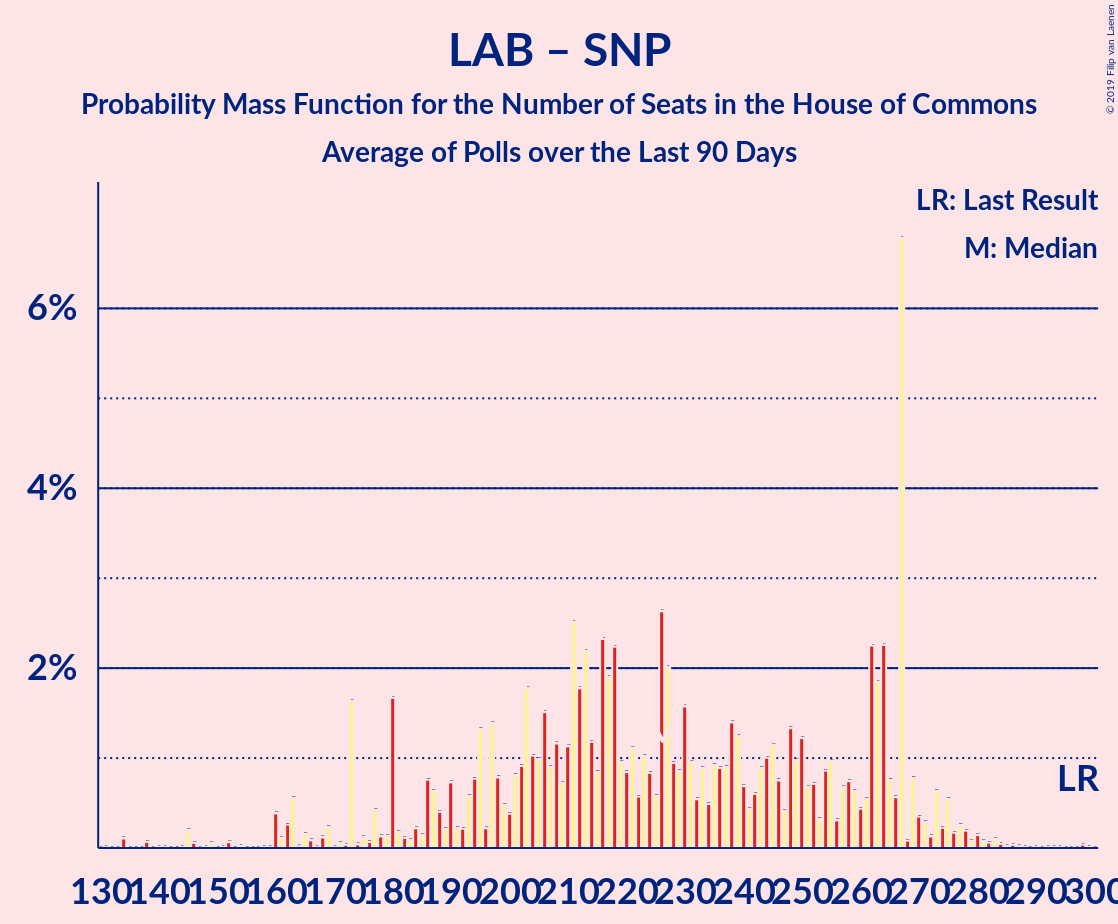 LAB – SNP
Probability Mass Function for the Number of Seats in the House of Commons
Average of Polls over the Last 90 Days
© 2019 Filip van Laenen
LR: Last Result
M: Median
6%
4%
2%
LR
130 140 150 160 170 180 190 200 210 220 230 240 250 260 270 280 290 300